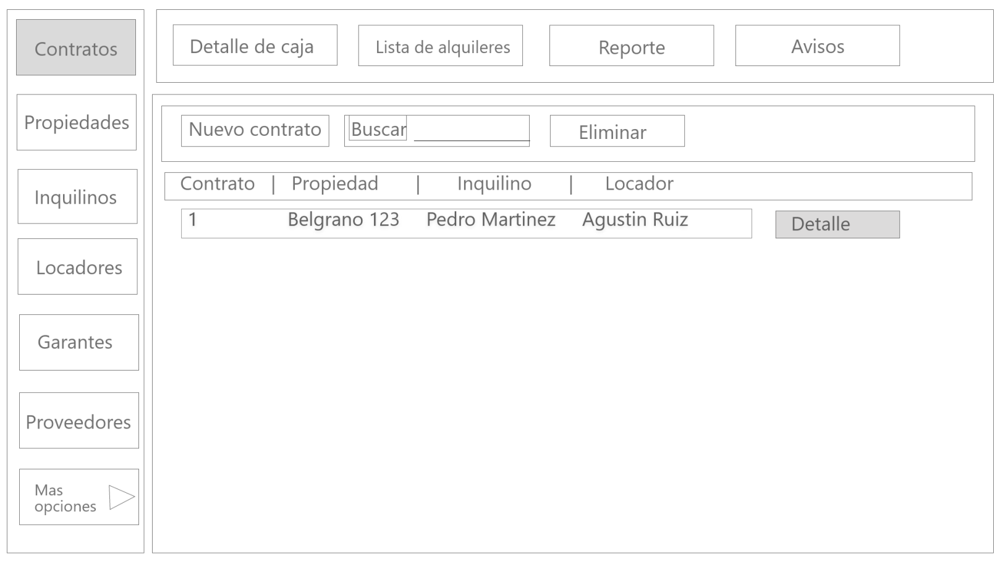 Contratos
Propiedades
Inquilinos
Locadores
Garantes
Proveedores
Mas
opciones
Detalle de caja
Lista de alquileres
Reporte
Avisos
Nuevo contrato
Buscar
Eliminar
Contrato | Propiedad | Inquilino | Locador
1 Belgrano 123 Pedro Martinez Agustin Ruiz
Detalle